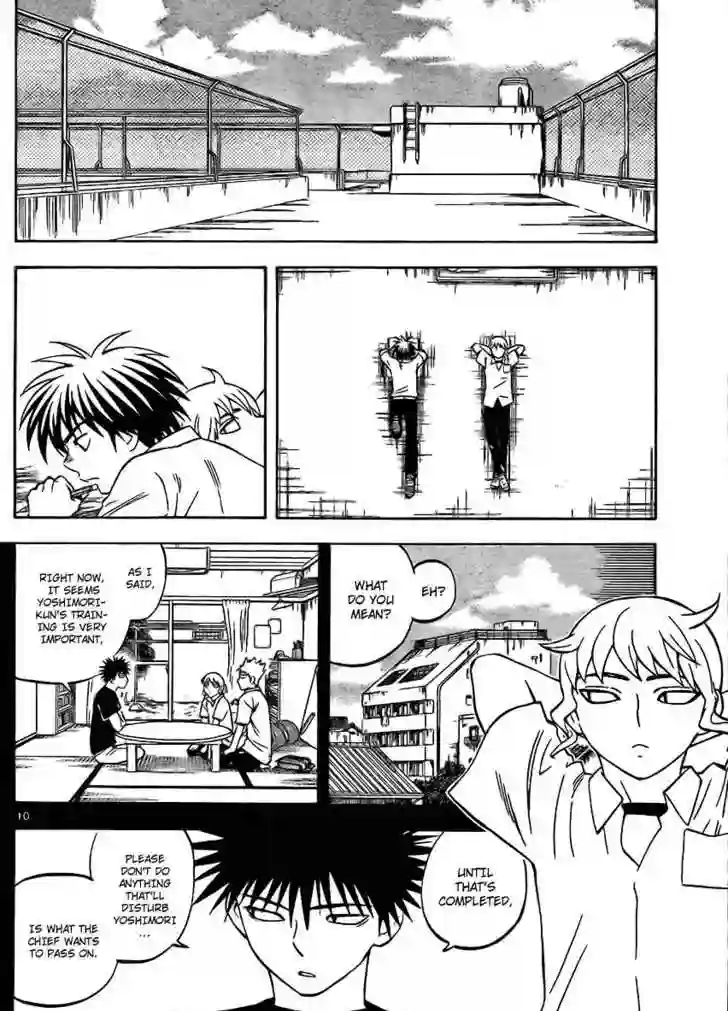 EH?
WHAT
DO YOU
MEAN?
AS I
SAID,
RIGHT NOW,
IT SEEMS
YOSHIMORI-
KUN'S TRAIN-
ING IS VERY
IMPORTANT,
10
UNTIL
THAT'S
COMPLETED,
PLEASE
DON'T DO
ANYTHING
THAT'LL
DISTURB
YOSHIMORI
...
IS WHAT THE
CHIEF WANTS
TO PASS ON.